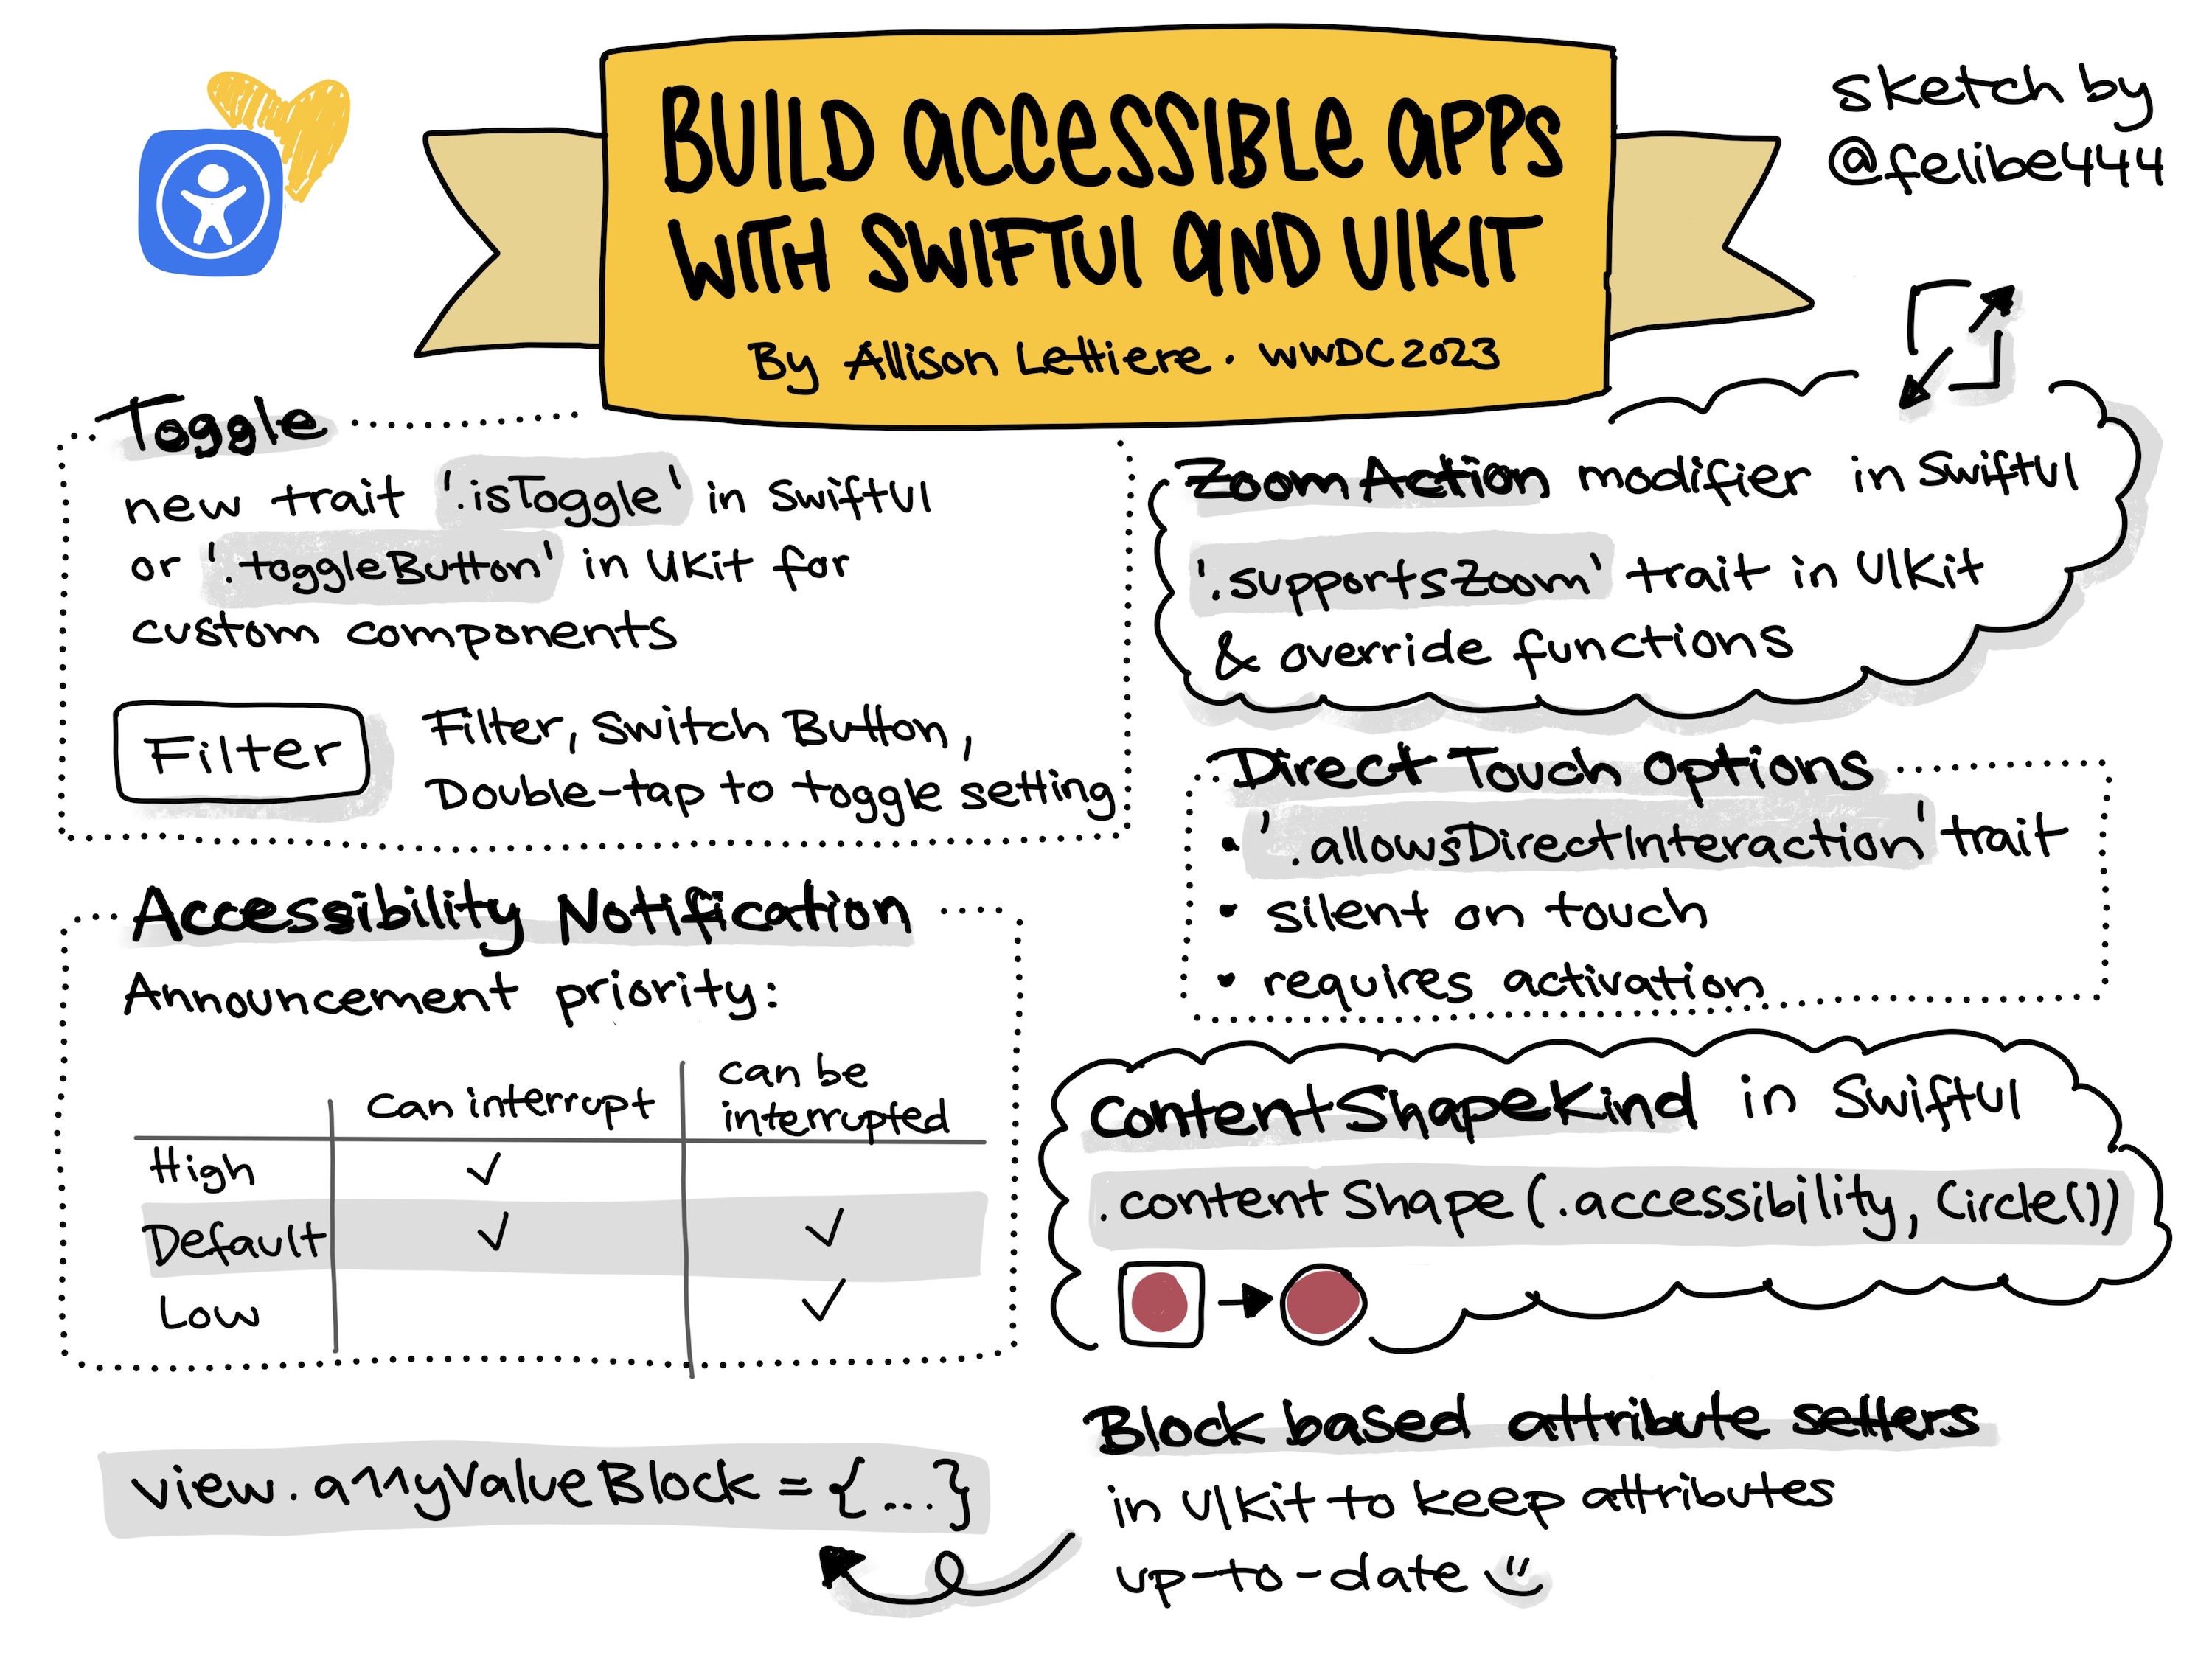 BUILD ACCESSIBLE APPS
WITH SWIFTUI AND UIKIT
By Allison Lettiere. WWDC 2023
sketch by
@felibe444
Toggle
new trait '.isToggle' in SwiftUI
or '.toggleButton' in UKit for
custom components
Filter
Filter, Switch Button,
Double-tap to toggle setting
Zoom Action modifier in SwiftUI
'.supportsZoom' trait in UIKit
& override functions
Direct Touch Options
• '.allowsDirectInteraction' trait
• silent on touch
• requires activation
Accessibility Notification
Announcement priority:
can interrupt
can be
interrupted
High ✓
Default ✓ ✓
Low ✓
contentShapeKind in SwiftUI
.contentShape(.accessibility, Circle())
Block based attribute setters
in UIKit to keep attributes
up-to-date
view.a11yValueBlock = {...}